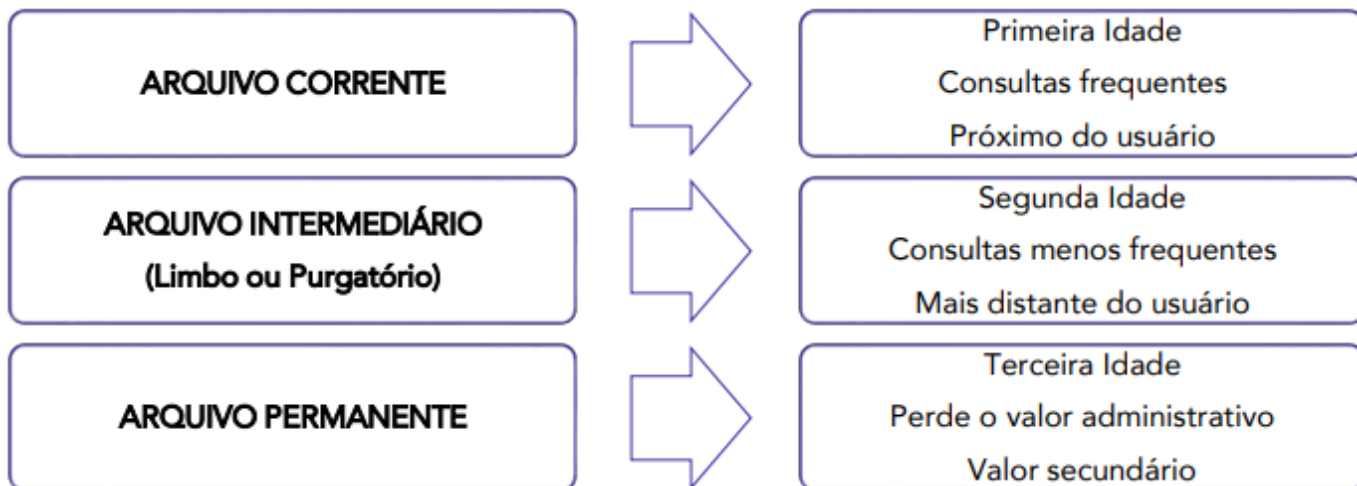 ARQUIVO CORRENTE
Primeira Idade
Consultas frequentes
Próximo do usuário
ARQUIVO INTERMEDIÁRIO
(Limbo ou Purgatório)
Segunda Idade
Consultas menos frequentes
Mais distante do usuário
ARQUIVO PERMANENTE
Terceira Idade
Perde o valor administrativo
Valor secundário